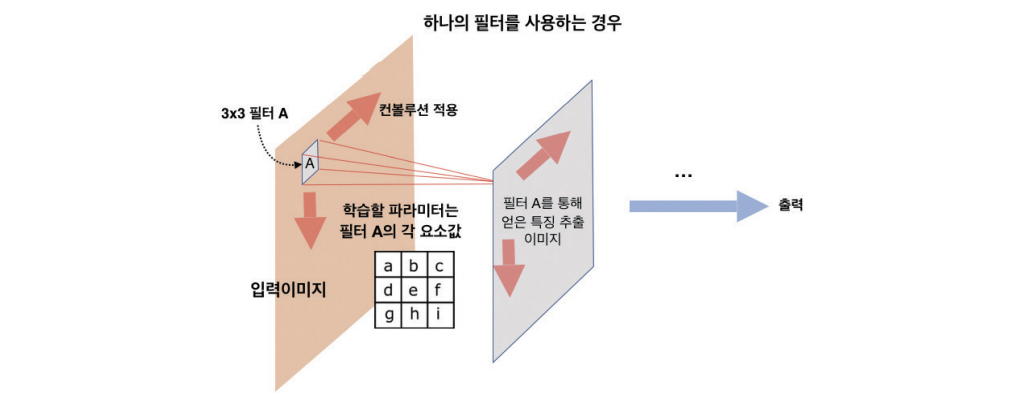 하나의 필터를 사용하는 경우
3x3 필터 A
컨볼루션 적용
A
학습할 파라미터는
필터 A의 각 요소값
a b c
d e f
g h i
입력이미지
필터 A를 통해
얻은 특징 추출
이미지
...
출력